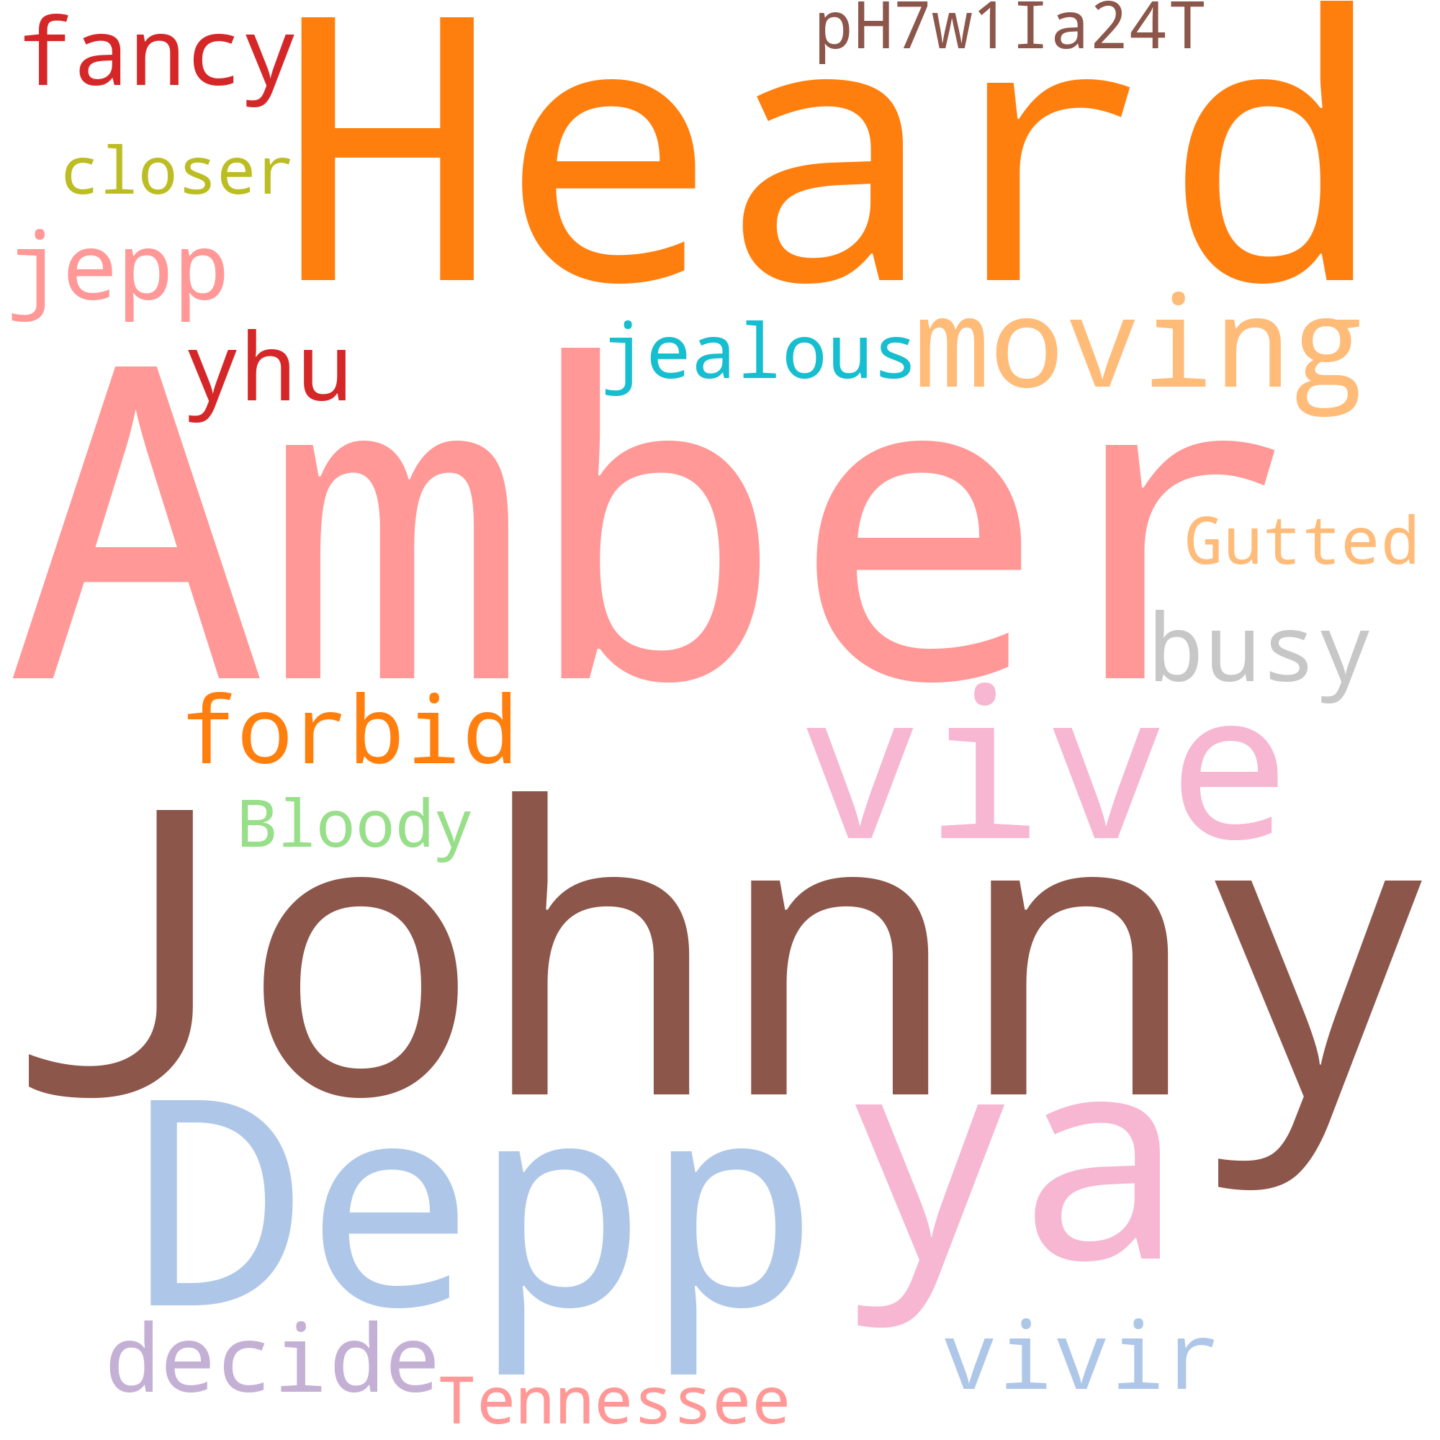 fancy
Heard
pH7w1Ia24T
closer
jepp
yhu
jealous
moving
Amber
Gutted
busy
forbid
vive
Bloody
Johnny
Depp
ya
decide
vivir
Tennessee